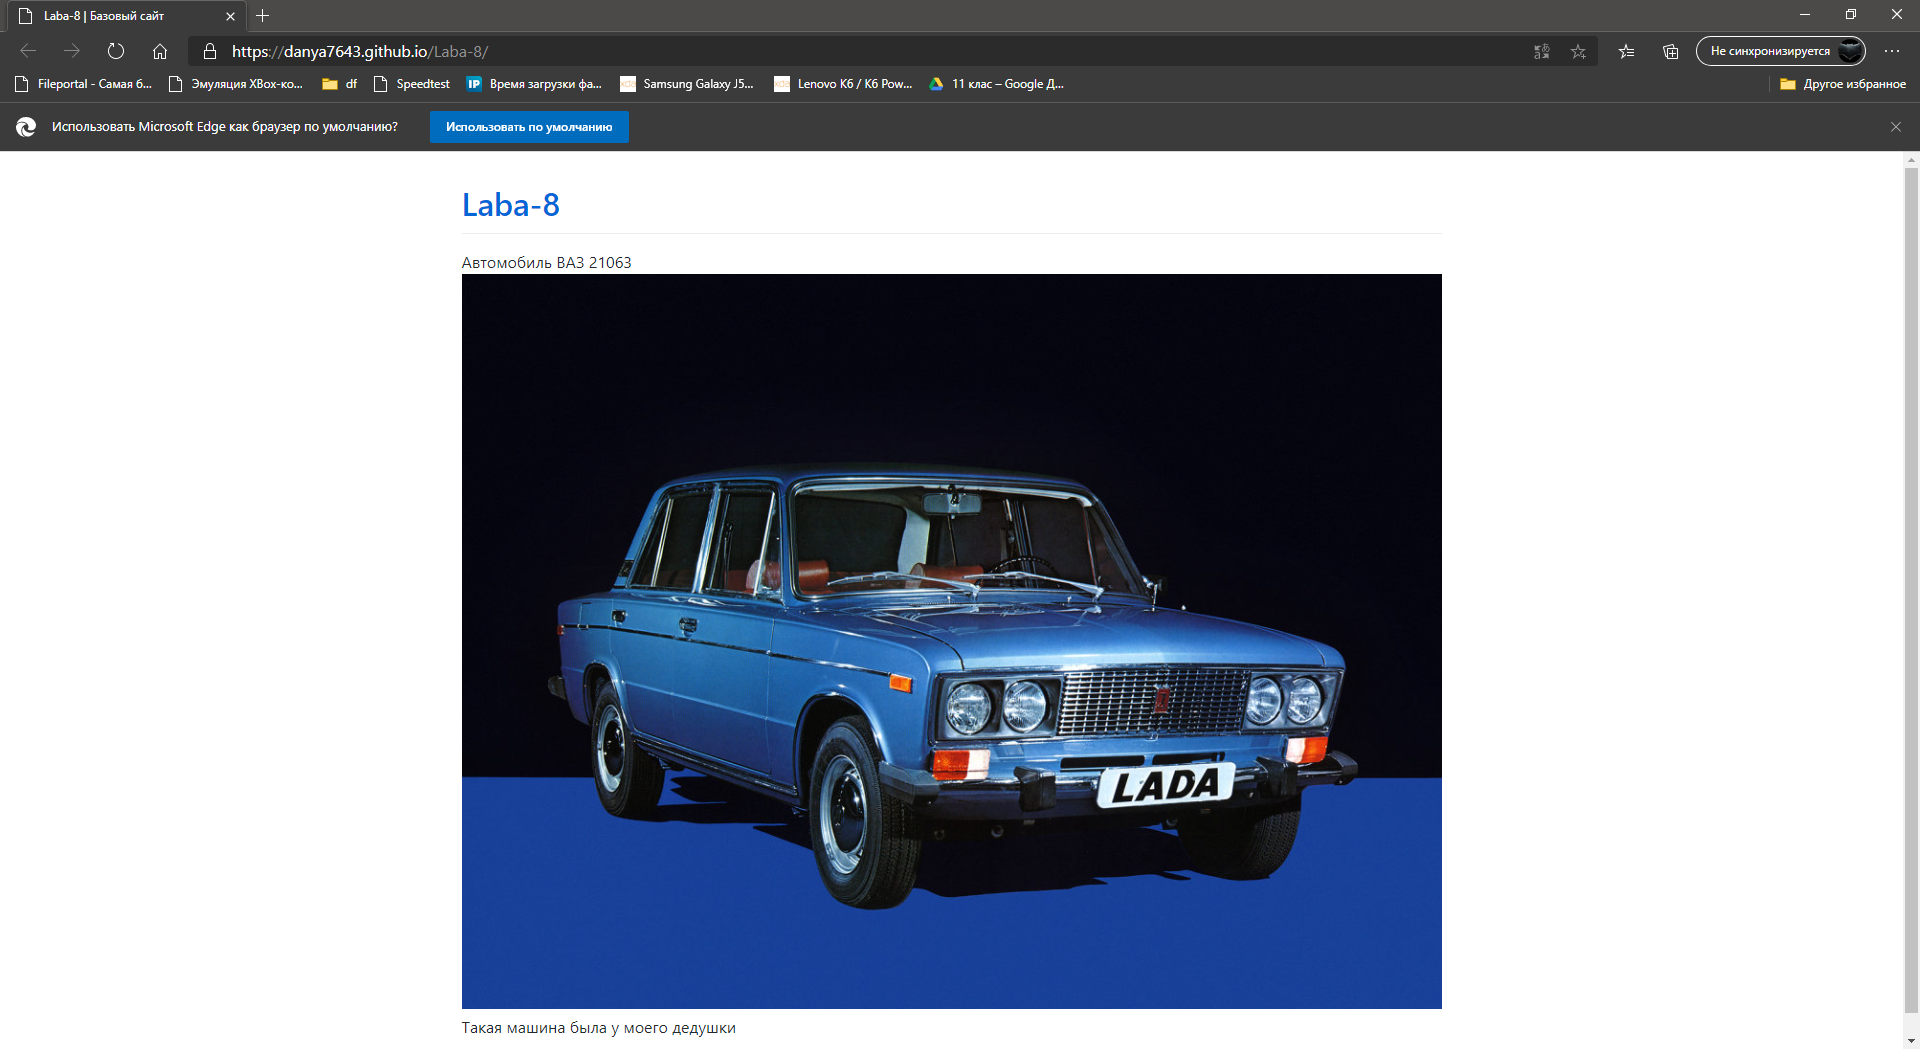 Laba-8 | Базовый сайт
https://danya7643.github.io/Laba-8/
Не синхронизируется
Fileportal - Самая б...
Эмуляция XBox-ко...
df
Speedtest
IP
Время загрузки фа...
Samsung Galaxy J5...
Lenovo K6 / K6 Pow...
11 клас – Google Д...
Другое избранное
Использовать Microsoft Edge как браузер по умолчанию?
Использовать по умолчанию
Laba-8
Автомобиль ВАЗ 21063
LADA
Такая машина была у моего дедушки